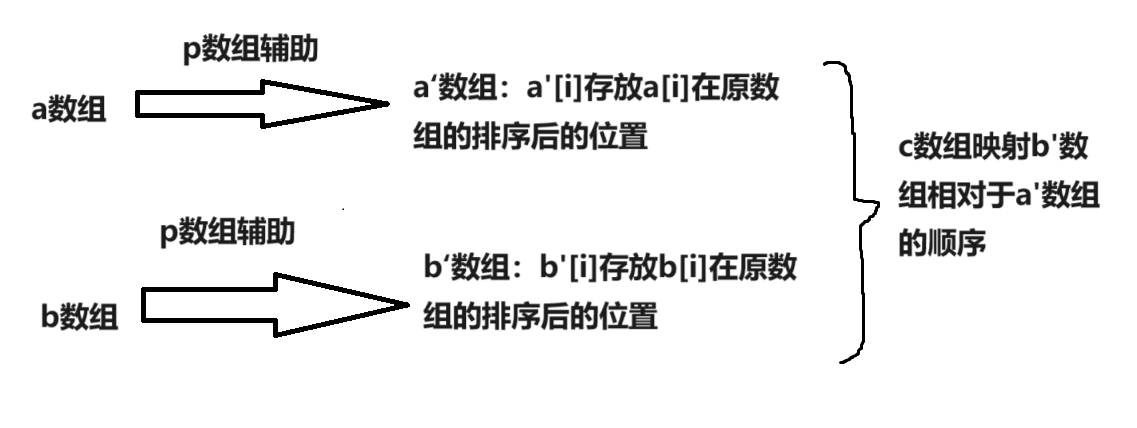 p数组辅助
a数组
a‘数组：a'[i]存放a[i]在原数
组的排序后的位置
p数组辅助
b数组
b‘数组：b'[i]存放b[i]在原数
组的排序后的位置
c数组映射b'数
组相对于a'数组
的顺序